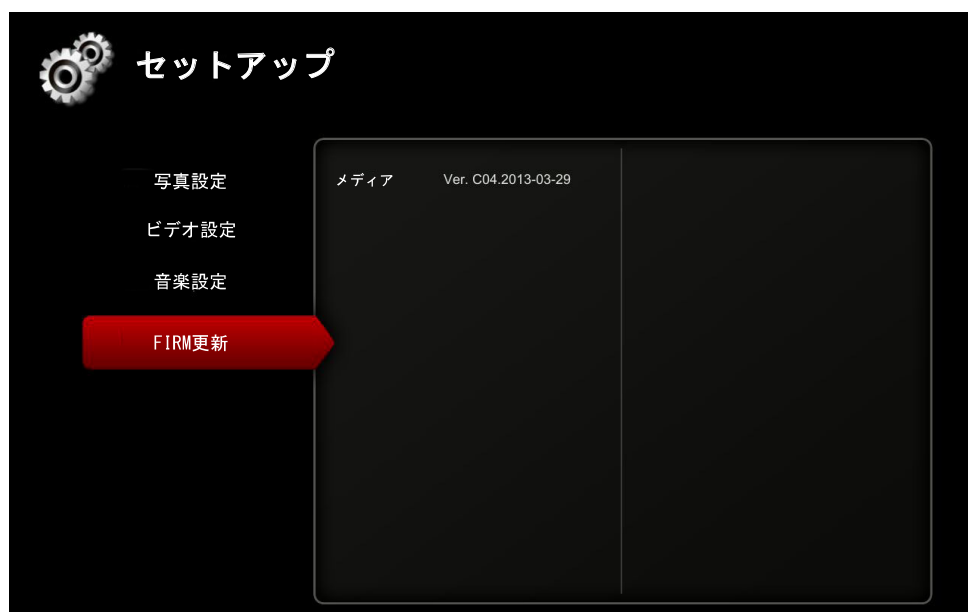 セットアップ
写真設定
ビデオ設定
音楽設定
FIRM更新
メディア Ver. C04.2013-03-29